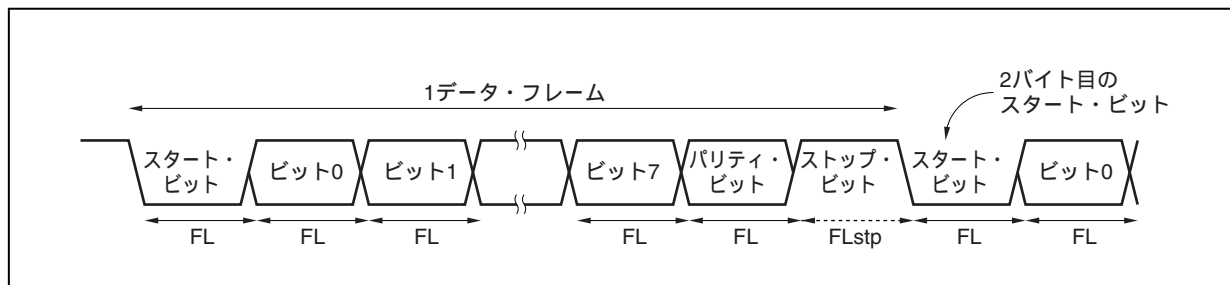 1データ・フレーム
2バイト目の
スタート・ビット
スタート・
ビット
ビット0
ビット1
ビット7
パリティ・
ビット
ストップ・
ビット
スタート・
ビット
ビット0
FL
FL
FL
FL
FL
FLstp
FL
FL